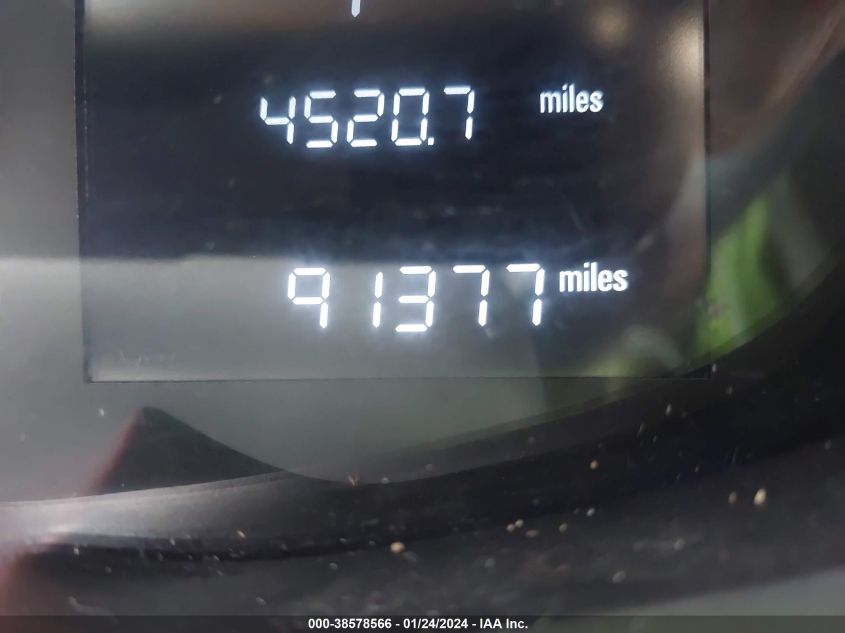 4520.7 miles
91377 miles
000-38578566 - 01/24/2024 - IAA Inc.